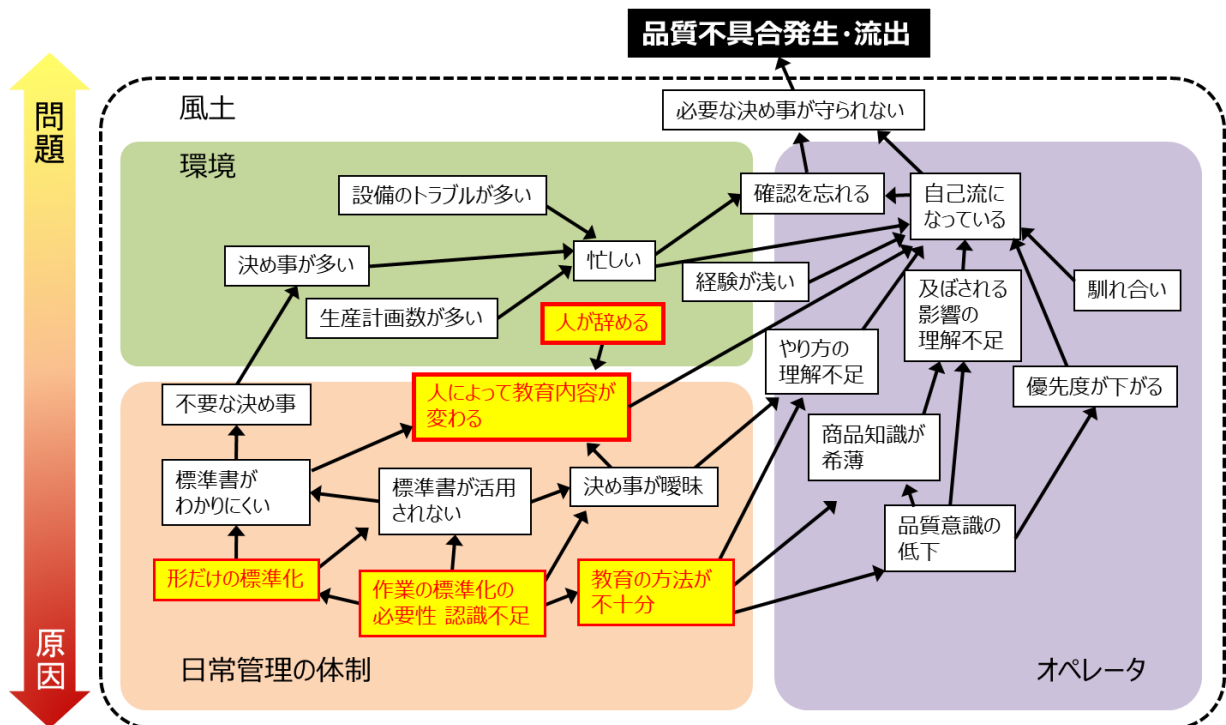 品質不具合発生・流出
問題
原因
風土
必要な決め事が守られない
環境
設備のトラブルが多い
確認を忘れる
自己流に
なっている
決め事が多い
忙しい
経験が浅い
及ぼされる
影響の
理解不足
馴れ合い
生産計画数が多い
人が辞める
やり方の
理解不足
優先度が下がる
不要な決め事
人によって教育内容が
変わる
商品知識が
希薄
標準書が
わかりにくい
標準書が活用
されない
決め事が曖昧
品質意識の
低下
形だけの標準化
作業の標準化の
必要性 認識不足
教育の方法が
不十分
日常管理の体制
オペレータ